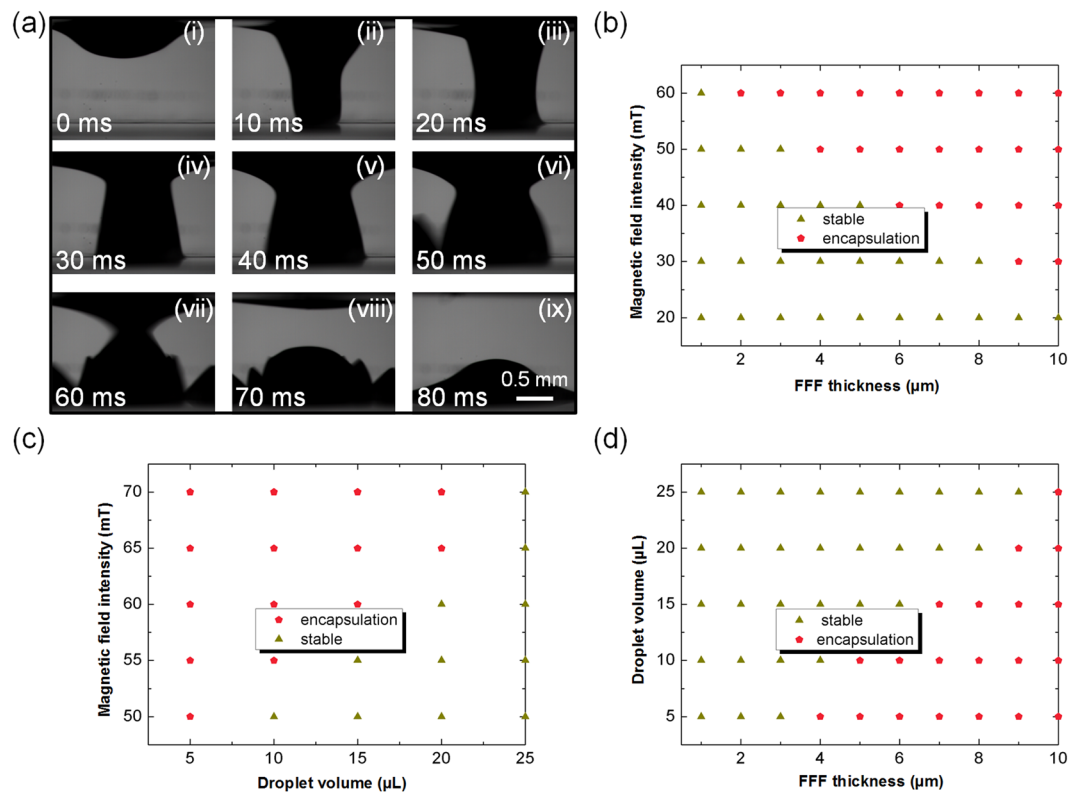 (a)
(i)
(ii)
(iii)
0 ms
10 ms
20 ms
(iv)
(v)
(vi)
30 ms
40 ms
50 ms
(vii)
(viii)
(ix)
60 ms
70 ms
80 ms
0.5 mm
(b)
Magnetic field intensity (mT)
60
50
40
30
20
stable
encapsulation
2 4 6 8 10
FFF thickness (μm)
(c)
Magnetic field intensity (mT)
70
65
60
55
50
encapsulation
stable
5 10 15 20 25
Droplet volume (μL)
(d)
Droplet volume (μL)
25
20
15
10
5
stable
encapsulation
2 4 6 8 10
FFF thickness (μm)